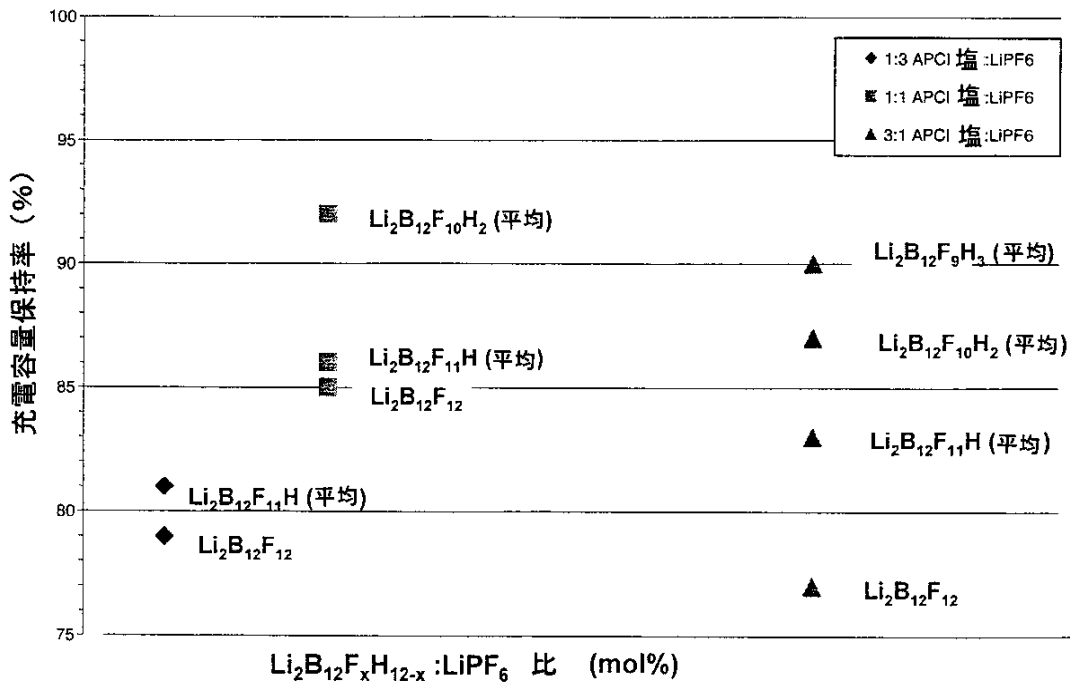 100
95
90
85
80
75
充電容量保持率 (%)
◆ 1:3 APCI 塩:LiPF6
■ 1:1 APCI 塩:LiPF6
▲ 3:1 APCI 塩:LiPF6
Li₂B₁₂F₁₀H₂ (平均)
Li₂B₁₂F₉H₃ (平均)
Li₂B₁₂F₁₁H (平均)
Li₂B₁₂F₁₀H₂ (平均)
Li₂B₁₂F₁₂
Li₂B₁₂F₁₁H (平均)
Li₂B₁₂F₁₁H (平均)
Li₂B₁₂F₁₂
Li₂B₁₂F₁₂
Li₂B₁₂FₓH₁₂₋ₓ :LiPF₆ 比 (mol%)